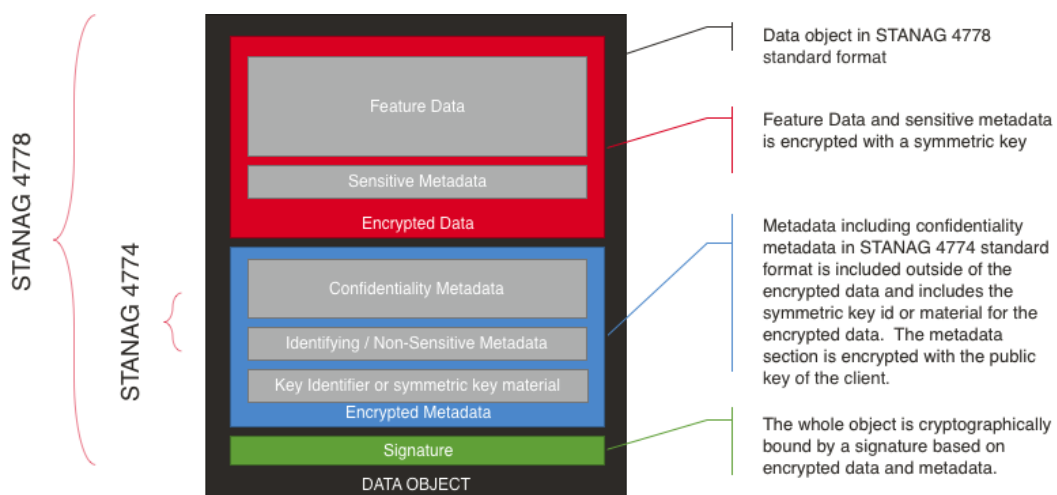 STANAG 4778
STANAG 4774
Feature Data
Sensitive Metadata
Encrypted Data
Confidentiality Metadata
Identifying / Non-Sensitive Metadata
Key Identifier or symmetric key material
Encrypted Metadata
Signature
DATA OBJECT
Data object in STANAG 4778
standard format
Feature Data and sensitive metadata
is encrypted with a symmetric key
Metadata including confidentiality
metadata in STANAG 4774 standard
format is included outside of the
encrypted data and includes the
symmetric key id or material for the
encrypted data.  The metadata
section is encrypted with the public
key of the client.
The whole object is cryptographically
bound by a signature based on
encrypted data and metadata.